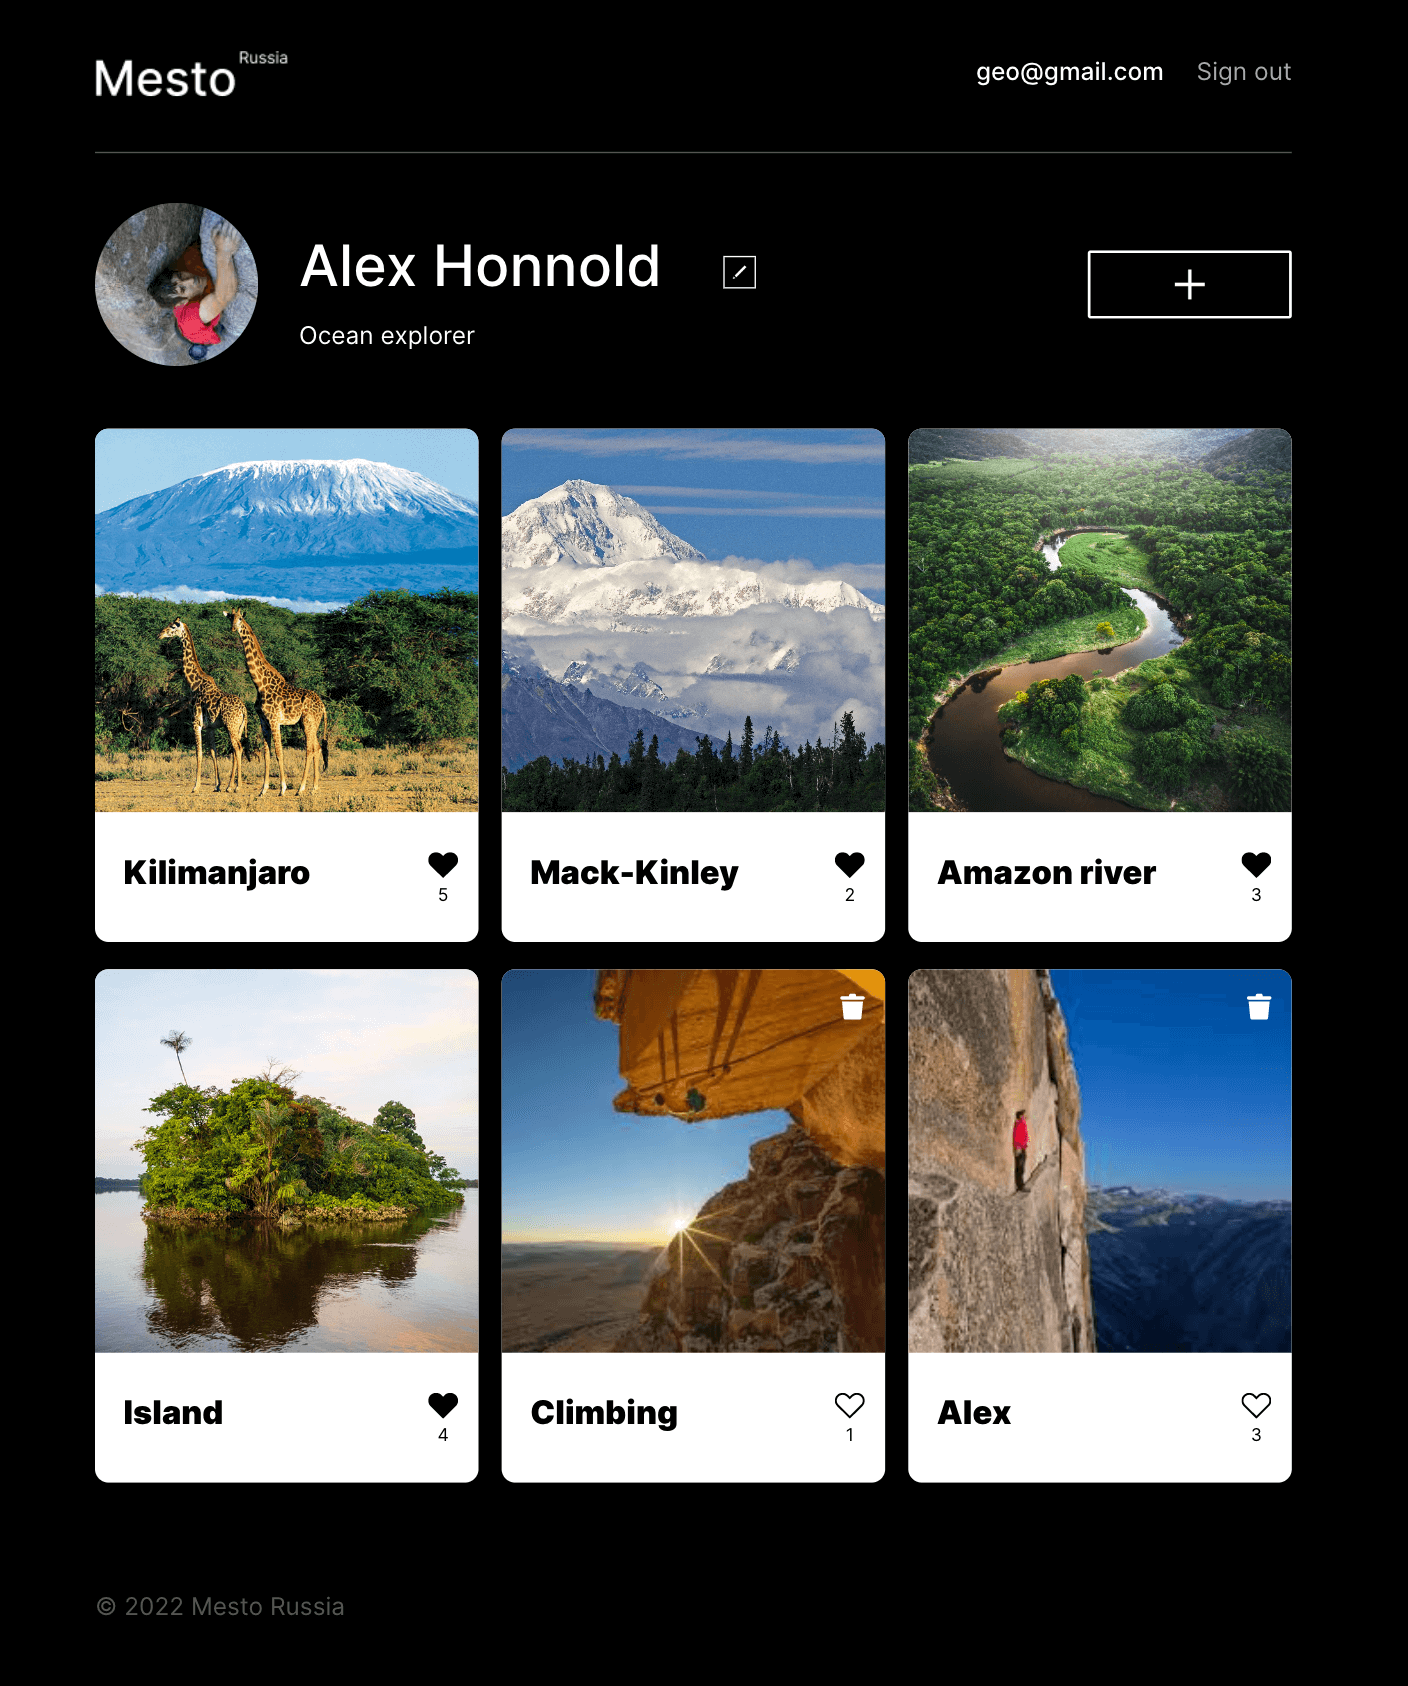 Mesto Russia
geo@gmail.com Sign out
Alex Honnold
Ocean explorer
Kilimanjaro
5
Mack-Kinley
2
Amazon river
3
Island
4
Climbing
1
Alex
3
© 2022 Mesto Russia